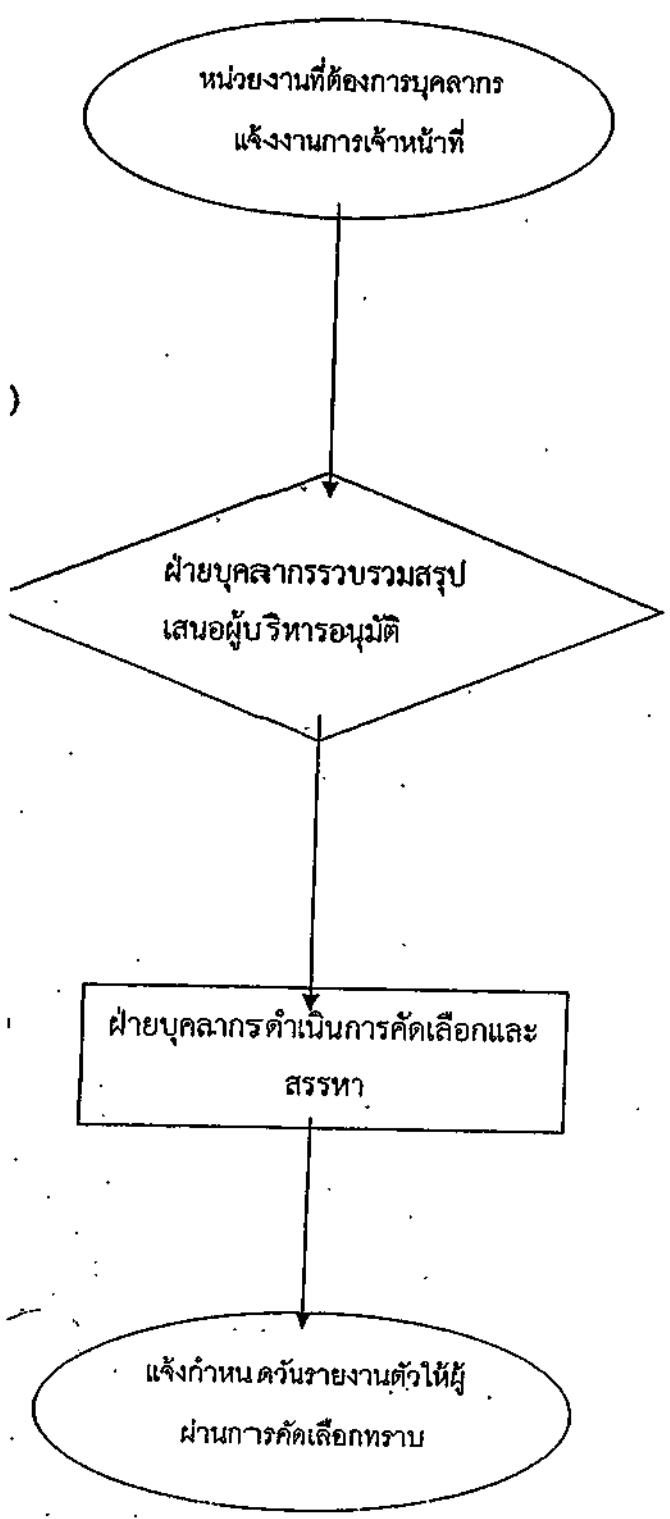 หน่วยงานที่ต้องการบุคลากร
แจ้งงานการเจ้าหน้าที่
)
ฝ่ายบุคลากรรวบรวมสรุป
เสนอผู้บริหารอนุมัติ
ฝ่ายบุคลากรดำเนินการคัดเลือกและ
สรรหา
แจ้งกำหนดวันรายงานตัวให้ผู้
ผ่านการคัดเลือกทราบ